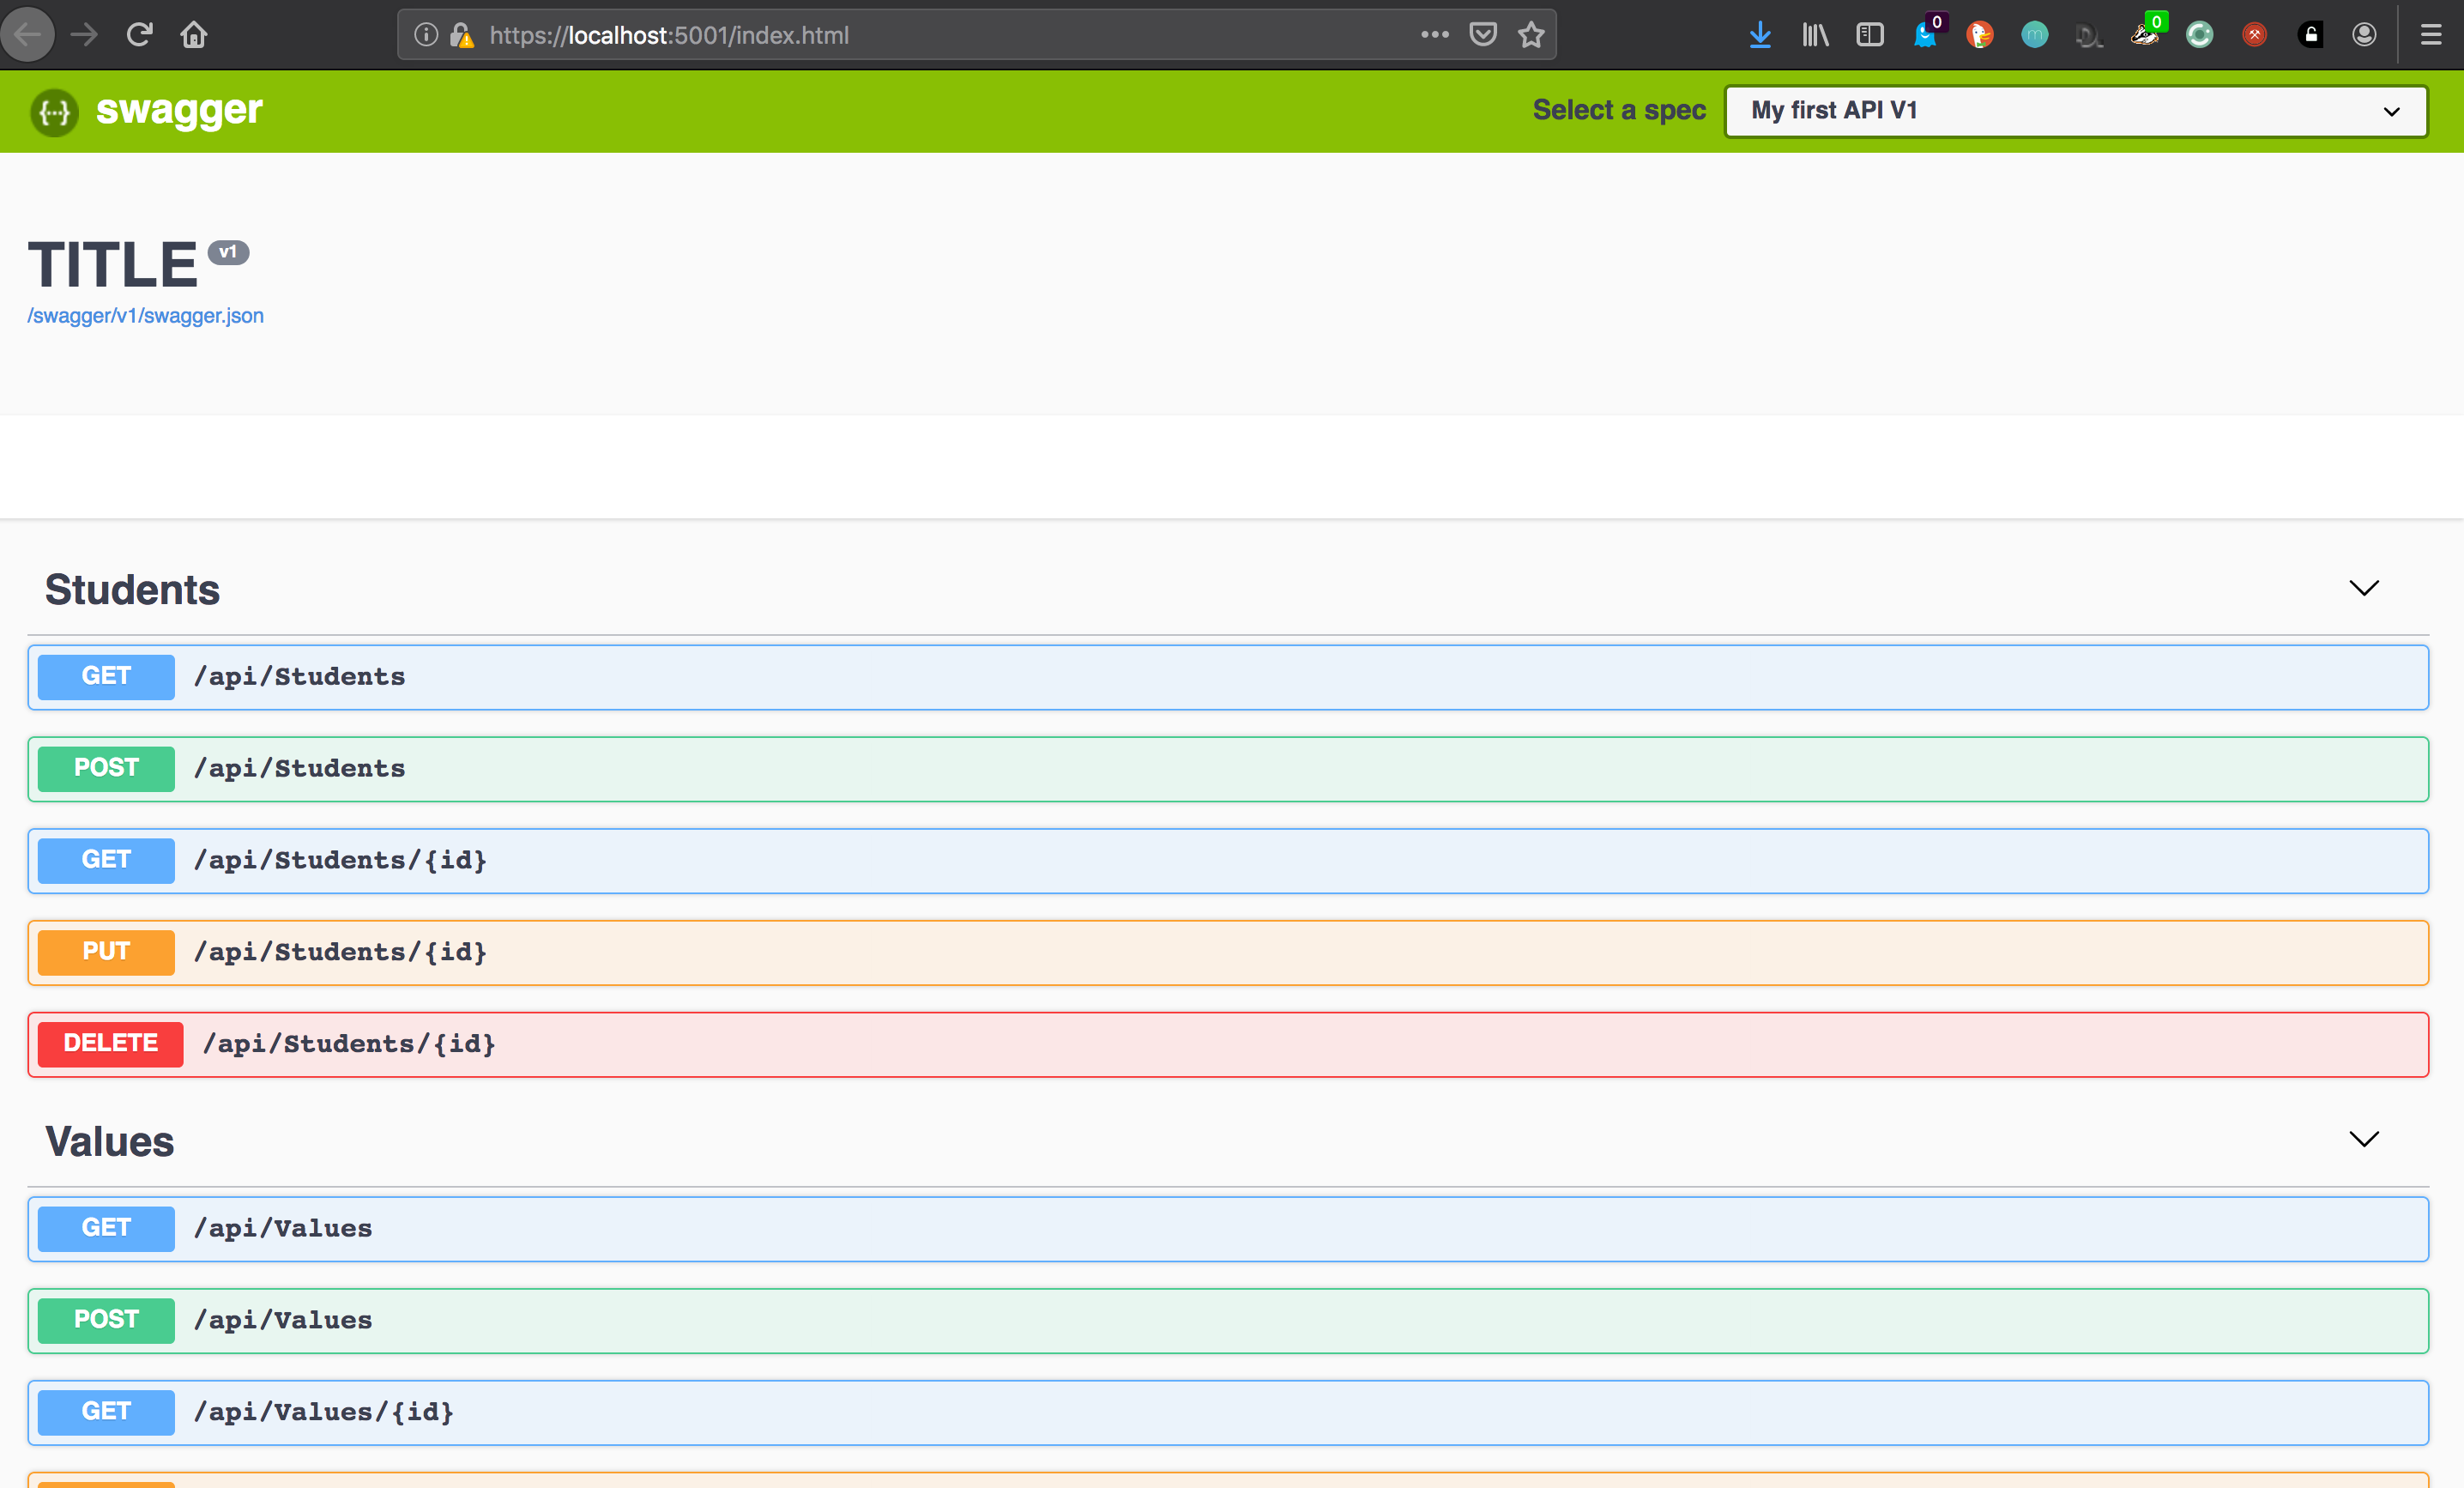 https://localhost:5001/index.html
0
0
{···} swagger
Select a spec
My first API V1
TITLE v1
/swagger/v1/swagger.json
Students
GET /api/Students
POST /api/Students
GET /api/Students/{id}
PUT /api/Students/{id}
DELETE /api/Students/{id}
Values
GET /api/Values
POST /api/Values
GET /api/Values/{id}